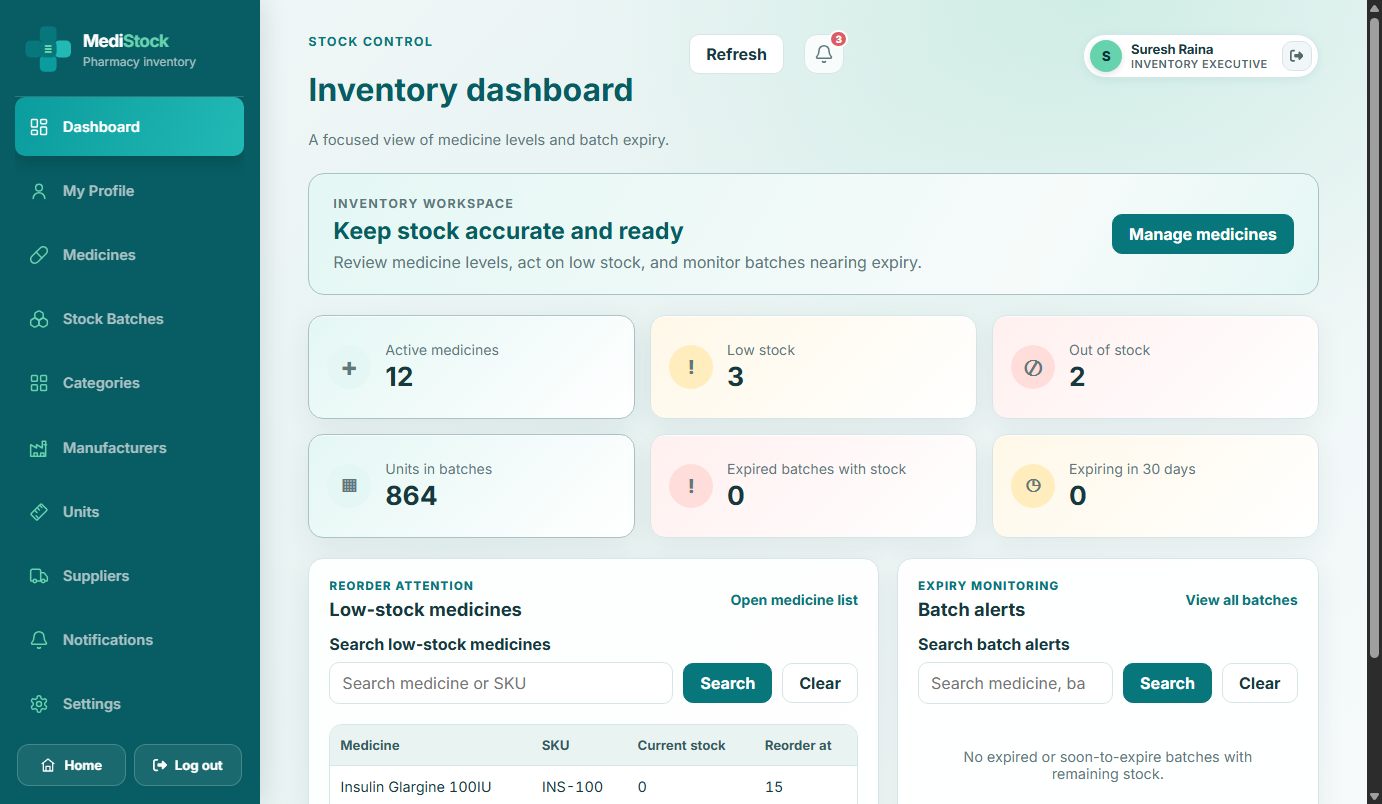 MediStock
Pharmacy inventory
Dashboard
My Profile
Medicines
Stock Batches
Categories
Manufacturers
Units
Suppliers
Notifications
Settings
Home
Log out
STOCK CONTROL
Inventory dashboard
A focused view of medicine levels and batch expiry.
Refresh
3
S
Suresh Raina
INVENTORY EXECUTIVE
INVENTORY WORKSPACE
Keep stock accurate and ready
Review medicine levels, act on low stock, and monitor batches nearing expiry.
Manage medicines
Active medicines
12
! Low stock
3
Out of stock
2
Units in batches
864
! Expired batches with stock
0
Expiring in 30 days
0
REORDER ATTENTION
Low-stock medicines
Open medicine list
Search low-stock medicines
Search medicine or SKU
Search
Clear
Medicine SKU Current stock Reorder at
Insulin Glargine 100IU INS-100 0 15
EXPIRY MONITORING
Batch alerts
View all batches
Search batch alerts
Search medicine, ba
Search
Clear
No expired or soon-to-expire batches with
remaining stock.